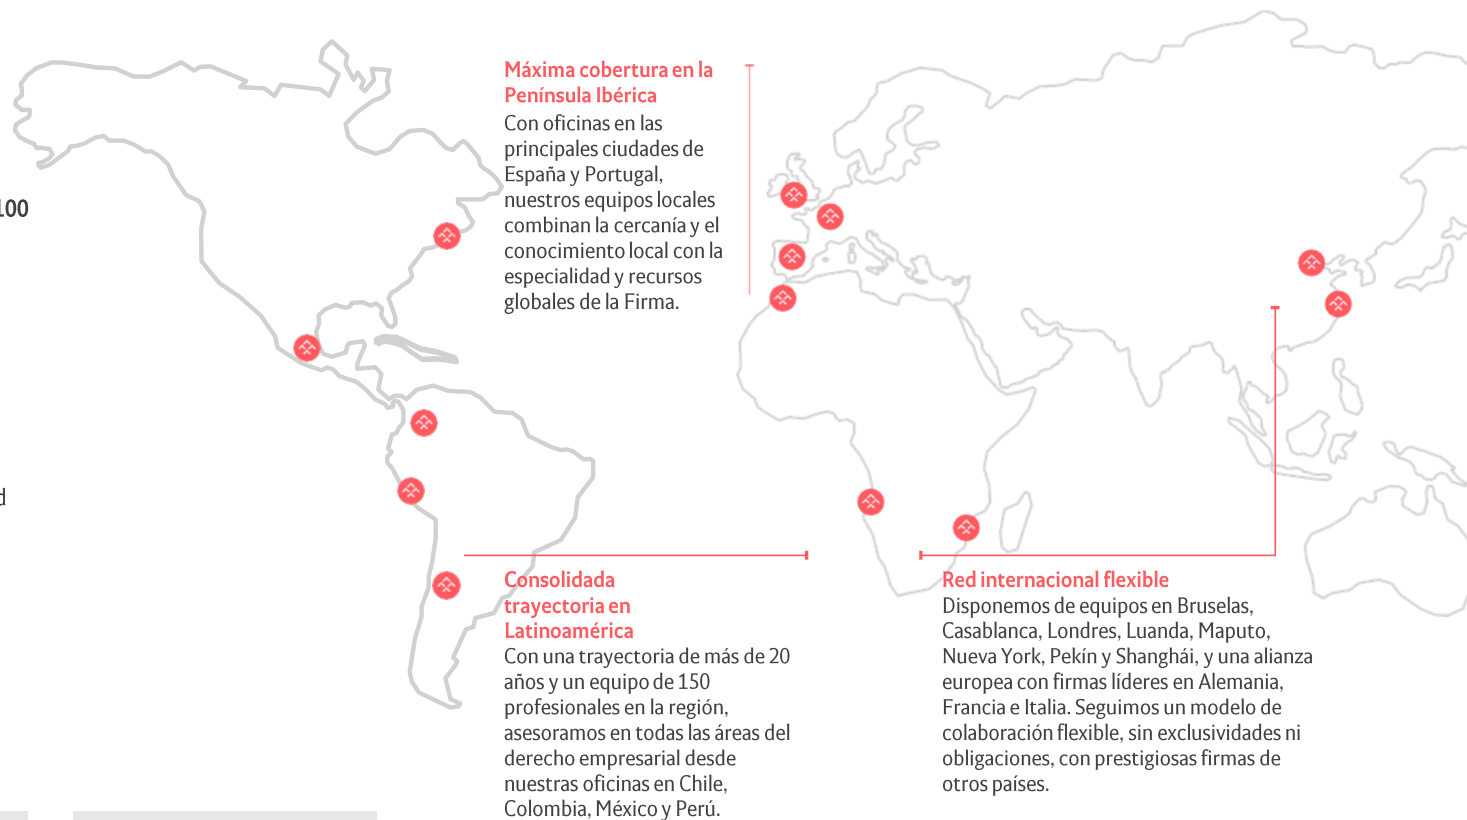 Máxima cobertura en la
Península Ibérica
Con oficinas en las
principales ciudades de
España y Portugal,
nuestros equipos locales
combinan la cercanía y el
conocimiento local con la
especialidad y recursos
globales de la Firma.
100
d
Consolidada
trayectoria en
Latinoamérica
Con una trayectoria de más de 20
años y un equipo de 150
profesionales en la región,
asesoramos en todas las áreas del
derecho empresarial desde
nuestras oficinas en Chile,
Colombia, México y Perú.
Red internacional flexible
Disponemos de equipos en Bruselas,
Casablanca, Londres, Luanda, Maputo,
Nueva York, Pekín y Shanghái, y una alianza
europea con firmas líderes en Alemania,
Francia e Italia. Seguimos un modelo de
colaboración flexible, sin exclusividades ni
obligaciones, con prestigiosas firmas de
otros países.